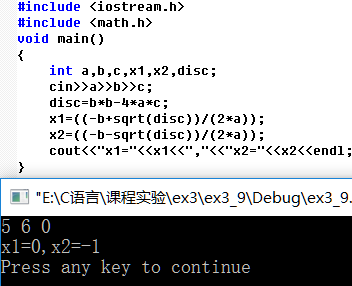 #include <iostream.h>
#include <math.h>
void main()
{
int a,b,c,x1,x2,disc;
cin>>a>>b>>c;
disc=b*b-4*a*c;
x1=((-b+sqrt(disc))/(2*a));
x2=((-b-sqrt(disc))/(2*a));
cout<<"x1="<<x1<<","<<"x2="<<x2<<endl;
}
"E:\C语言\课程实验\ex3\ex3_9\Debug\ex3_9.
5 6 0
x1=0,x2=-1
Press any key to continue